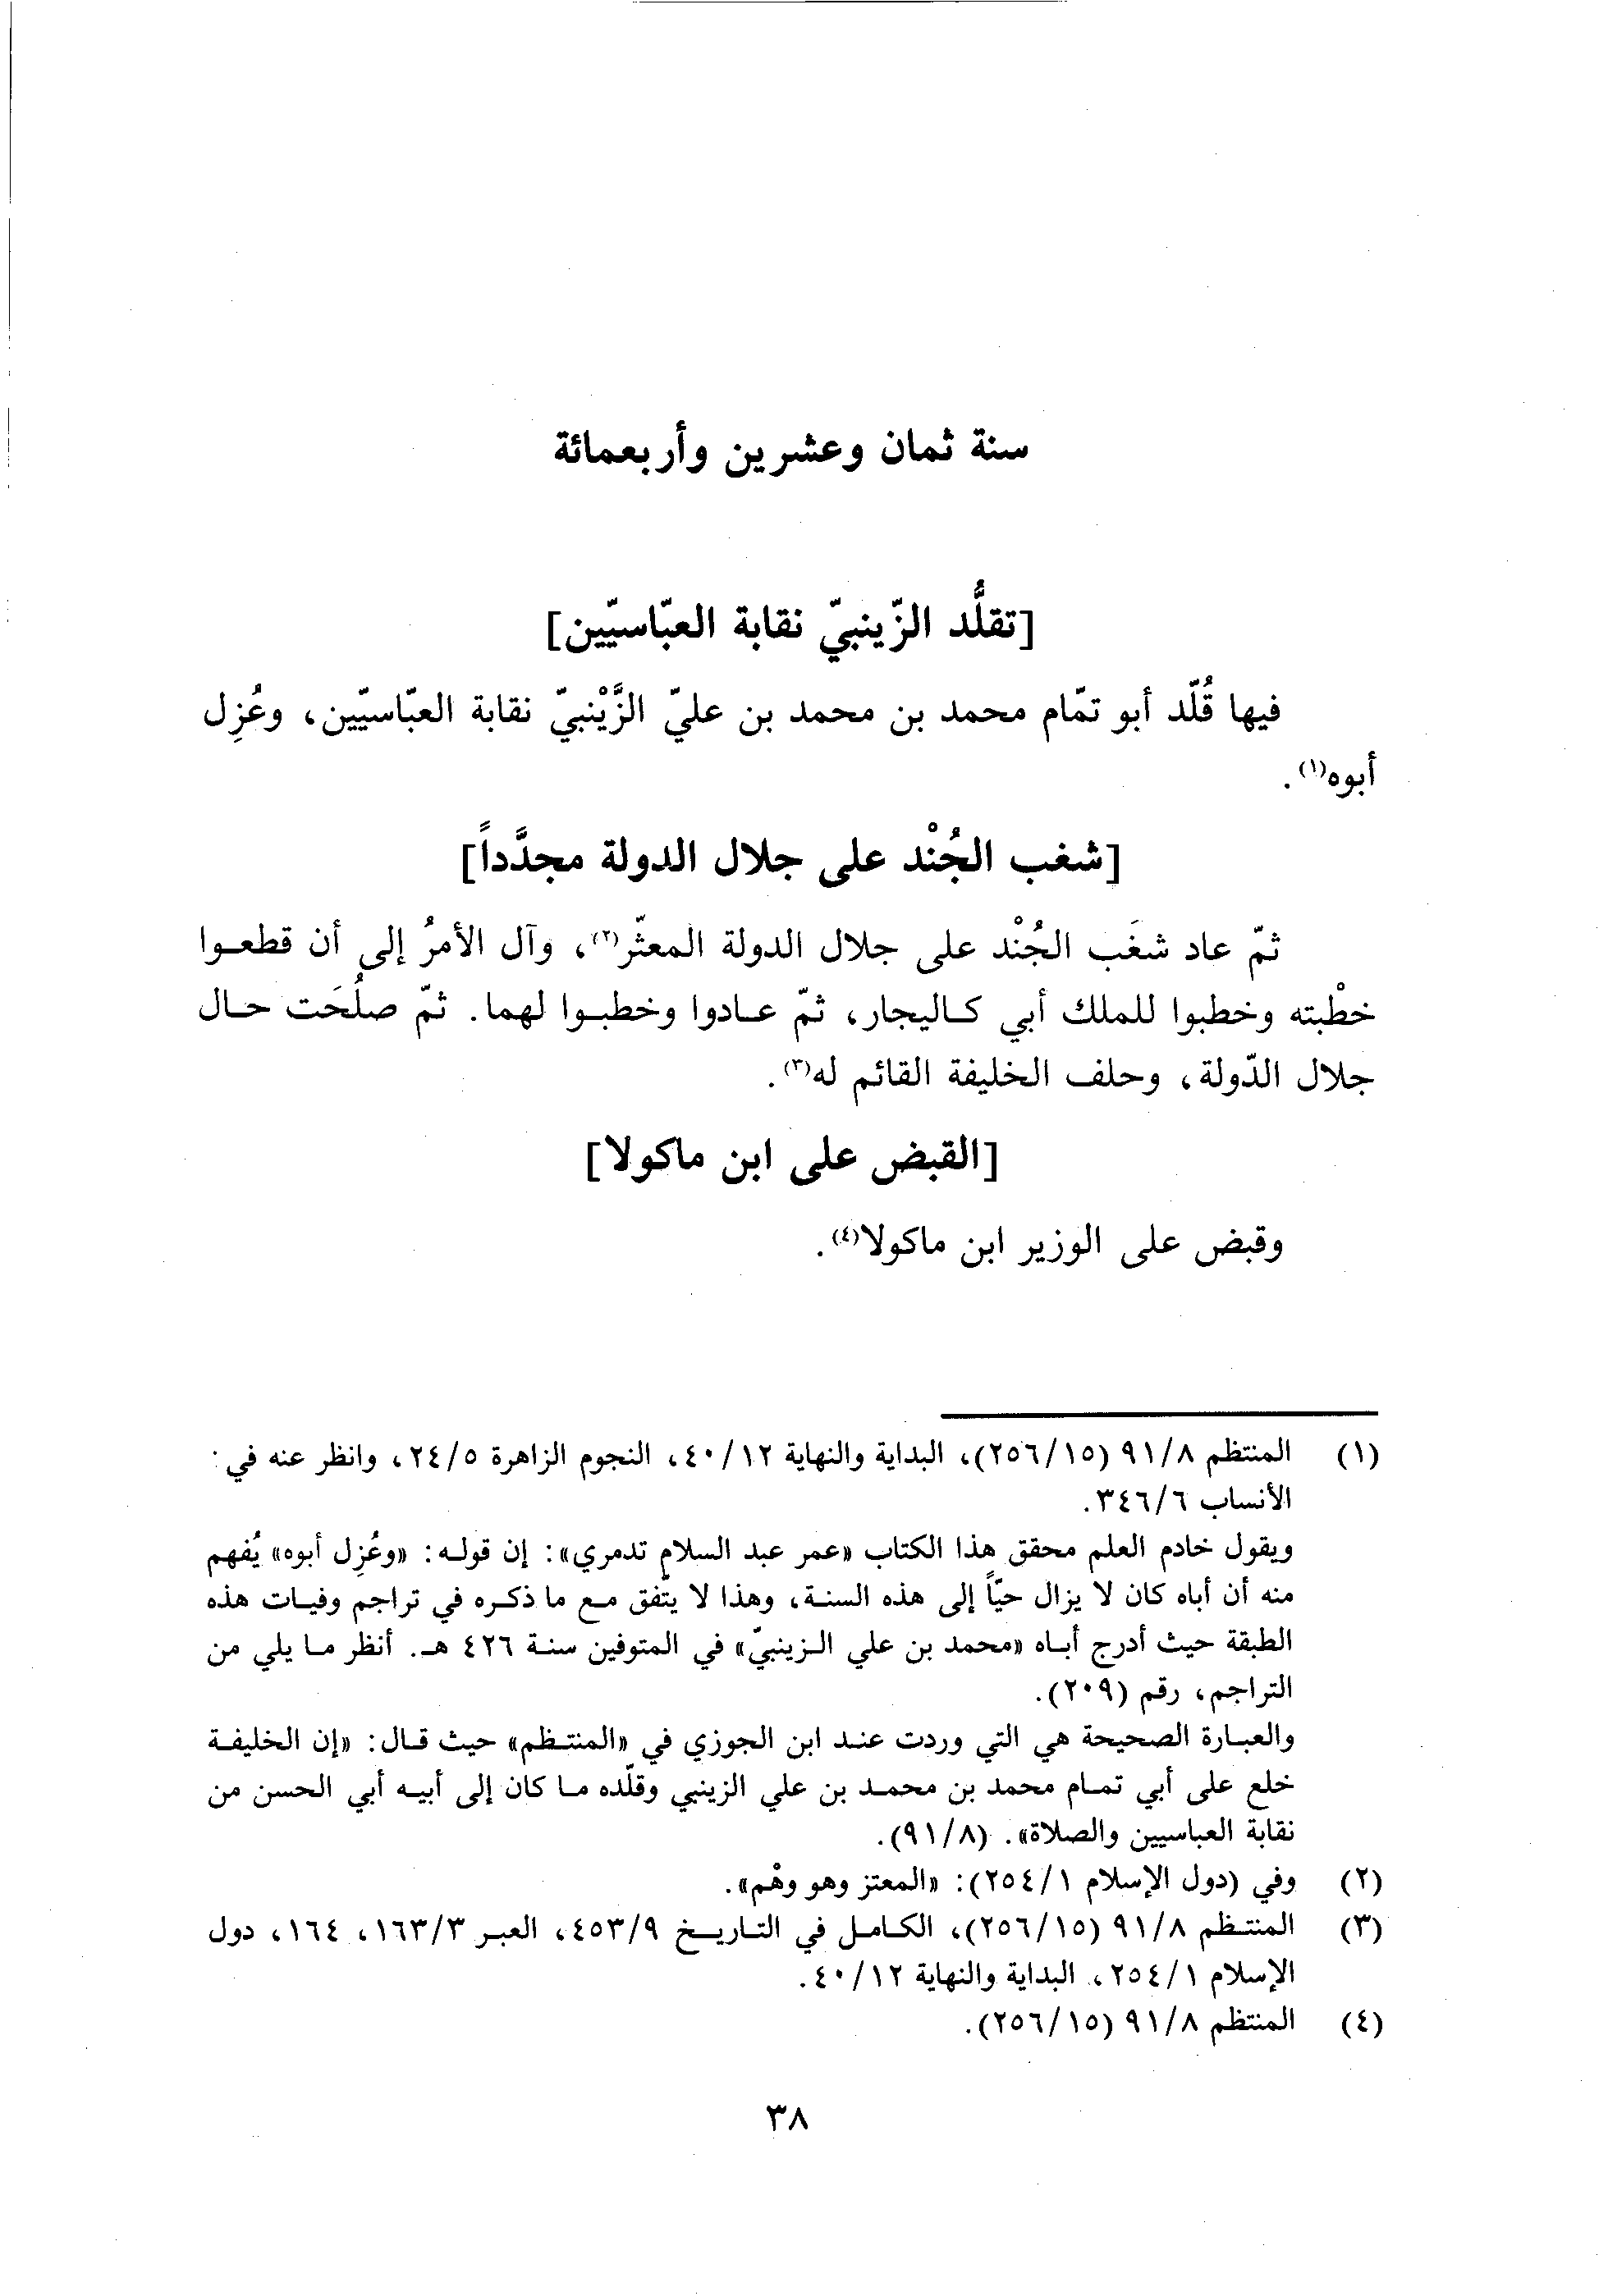 سنة ثمان وعشرين وأربعمائة
[تقلُّد الزّينبيّ نقابة العبّاسيّين]
فيها قُلّد أبو تمّام محمد بن محمد بن عليّ الزَّيْنبيّ نقابة العبّاسيّين، وعُزِل
أبوه(١).
[شغب الجُنْد على جلال الدولة مجدَّداً]
ثمّ عاد شغَب الجُنْد على جلال الدولة المعثّر(٢)، وآل الأمرُ إلى أن قطعوا
خطْبته وخطبوا للملك أبي كاليجار، ثمّ عادوا وخطبوا لهما. ثمّ صلُحَت حال
جلال الدّولة، وحلف الخليفة القائم له(٣).
[القبض على ابن ماكولا]
وقبض على الوزير ابن ماكولا(٤).
(١) المنتظم ٩١/٨ (٢٥٦/١٥)، البداية والنهاية ٤٠/١٢، النجوم الزاهرة ٢٤/٥، وانظر عنه في:
الأنساب ٣٤٦/٦.
ويقول خادم العلم محقق هذا الكتاب «عمر عبد السلام تدمري»: إن قوله: «وعُزِل أبوه» يُفهم
منه أن أباه كان لا يزال حيّاً إلى هذه السنة، وهذا لا يتّفق مع ما ذكره في تراجم وفيات هذه
الطبقة حيث أدرج أباه «محمد بن علي الزينبيّ» في المتوفين سنة ٤٢٦ هـ. أنظر ما يلي من
التراجم، رقم (٢٠٩).
والعبارة الصحيحة هي التي وردت عند ابن الجوزي في «المنتظم» حيث قال: «إن الخليفة
خلع على أبي تمام محمد بن محمد بن علي الزينبي وقلّده ما كان إلى أبيه أبي الحسن من
نقابة العباسيين والصلاة». (٩١/٨).
(٢) وفي (دول الإسلام ٢٥٤/١): «المعتز وهو وهْم».
(٣) المنتظم ٩١/٨ (٢٥٦/١٥)، الكامل في التاريخ ٤٥٣/٩، العبر ١٦٣/٣، ١٦٤، دول
الإسلام ٢٥٤/١، البداية والنهاية ٤٠/١٢.
(٤) المنتظم ٩١/٨ (٢٥٦/١٥).
٣٨